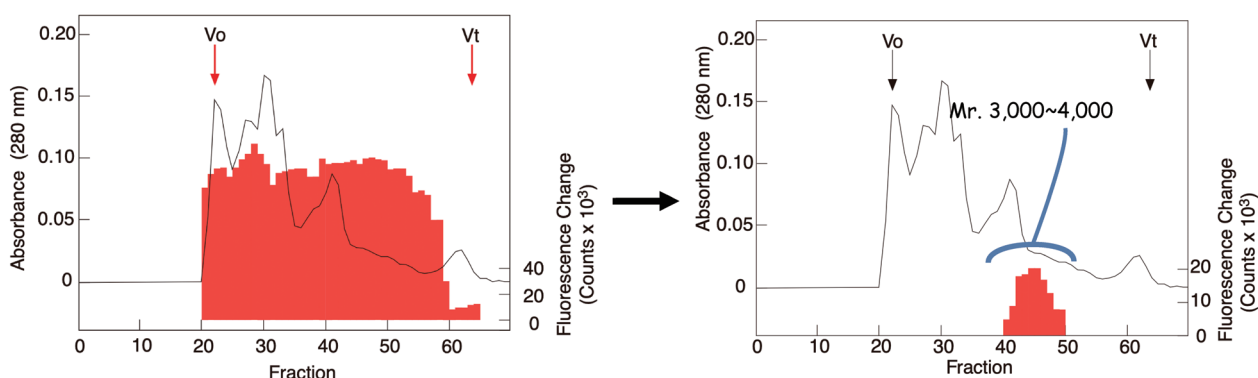 Vo
Vt
0.20
0.15
0.10
0.05
0
Absorbance (280 nm)
40
20
0
Fluorescence Change
(Counts x 10³)
0
10
20
30
40
50
60
Fraction
Vo
Vt
Mr. 3,000~4,000
0.20
0.15
0.10
0.05
0
Absorbance (280 nm)
20
10
0
Fluorescence Change
(Counts x 10³)
0
10
20
30
40
50
60
Fraction